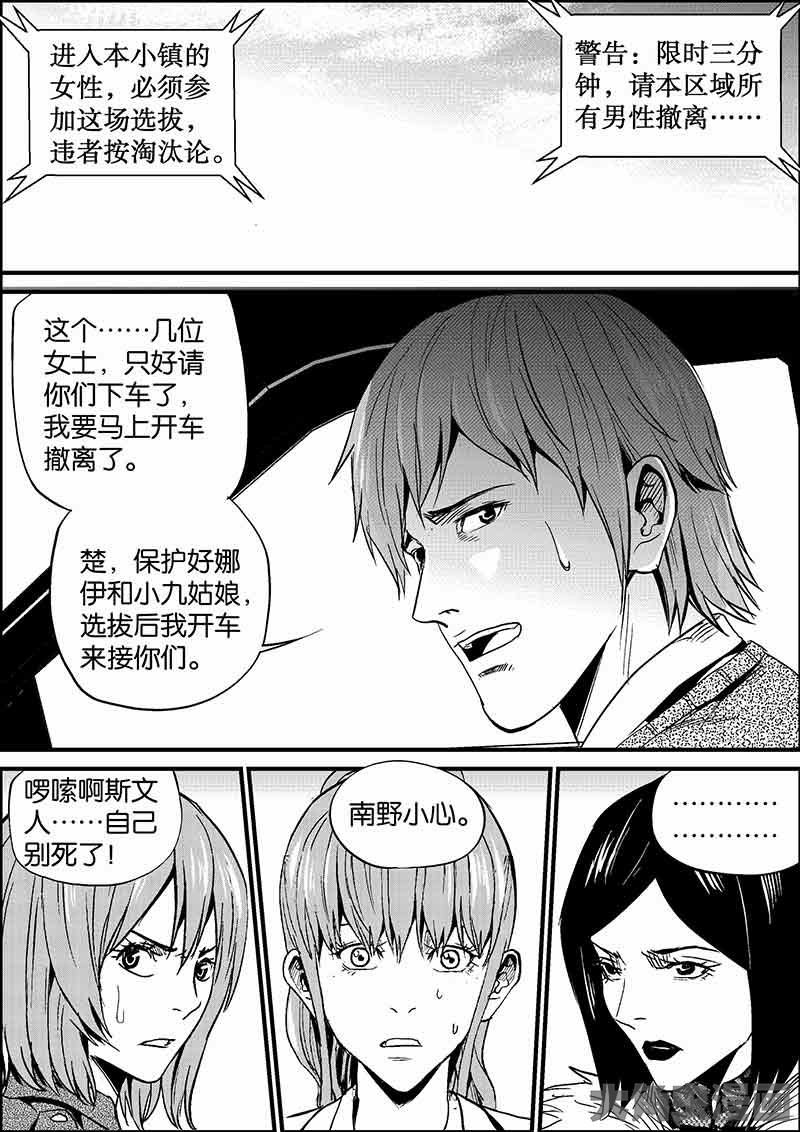 进入本小镇的
女性，必须参
加这场选拔，
违者按淘汰论。
警告：限时三分
钟，请本区域所
有男性撤离……
这个……几位
女士，只好请
你们下车了，
我要马上开车
撤离了。
楚，保护好娜
伊和小九姑娘，
选拔后我开车
来接你们。
啰嗦啊斯文
人……自己
别死了！
南野小心。
…………
…………